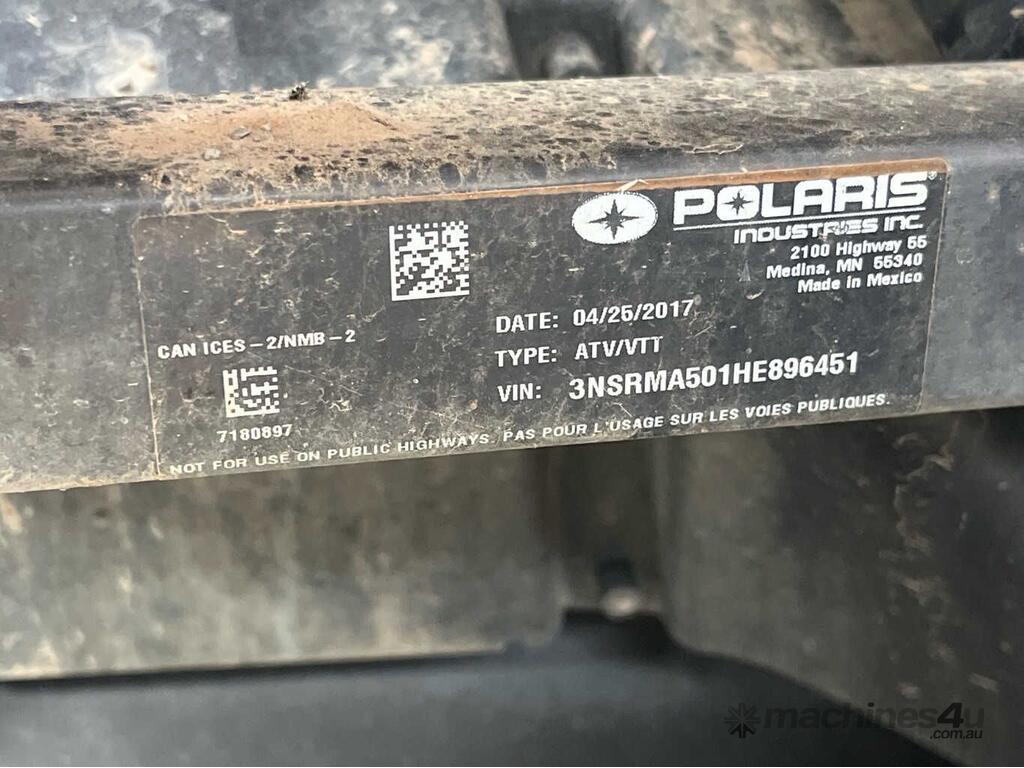 POLARIS®
INDUSTRIES INC.
2100 Highway 55
Medina, MN 55340
Made in Mexico
CAN ICES-2/NMB-2
DATE: 04/25/2017
TYPE: ATV/VTT
VIN: 3NSRMA501HE896451
7180897
NOT FOR USE ON PUBLIC HIGHWAYS. PAS POUR L'USAGE SUR LES VOIES PUBLIQUES.
machines4u
.com.au